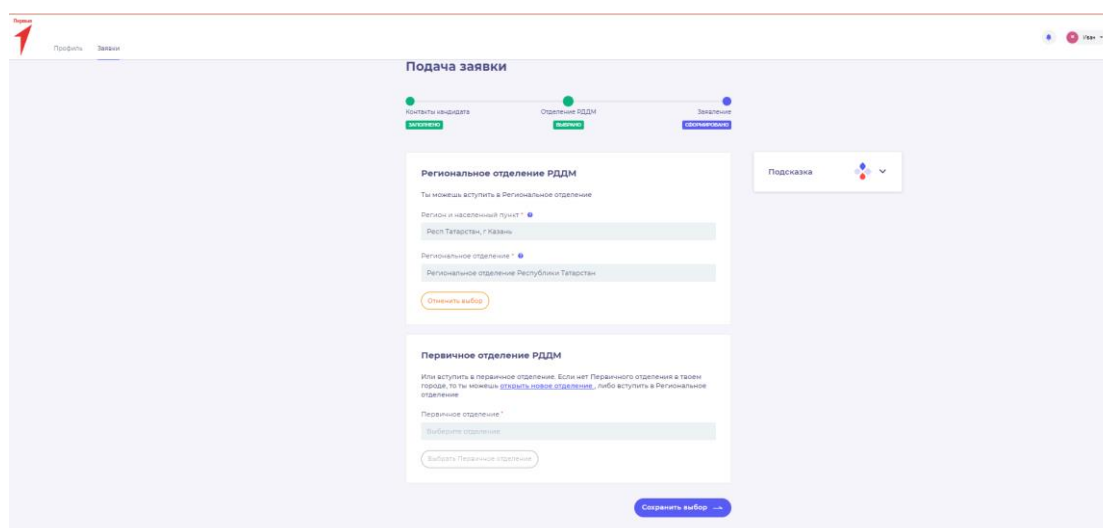 Первые
Профиль Заявки
Иван
Подача заявки
Контакты кандидата Отделение РДДМ Заявление
ЗАПОЛНЕНО ВЫБРАНО СФОРМИРОВАНО
Региональное отделение РДДМ
Ты можешь вступить в Региональное отделение
Регион и населенный пункт *
Респ Татарстан, г Казань
Региональное отделение *
Региональное отделение Республики Татарстан
Отменить выбор
Подсказка
Первичное отделение РДДМ
Или вступить в первичное отделение. Если нет Первичного отделения в твоем
городе, то ты можешь открыть новое отделение , либо вступить в Региональное
отделение
Первичное отделение *
Выберите отделение
Выбрать Первичное отделение
Сохранить выбор →